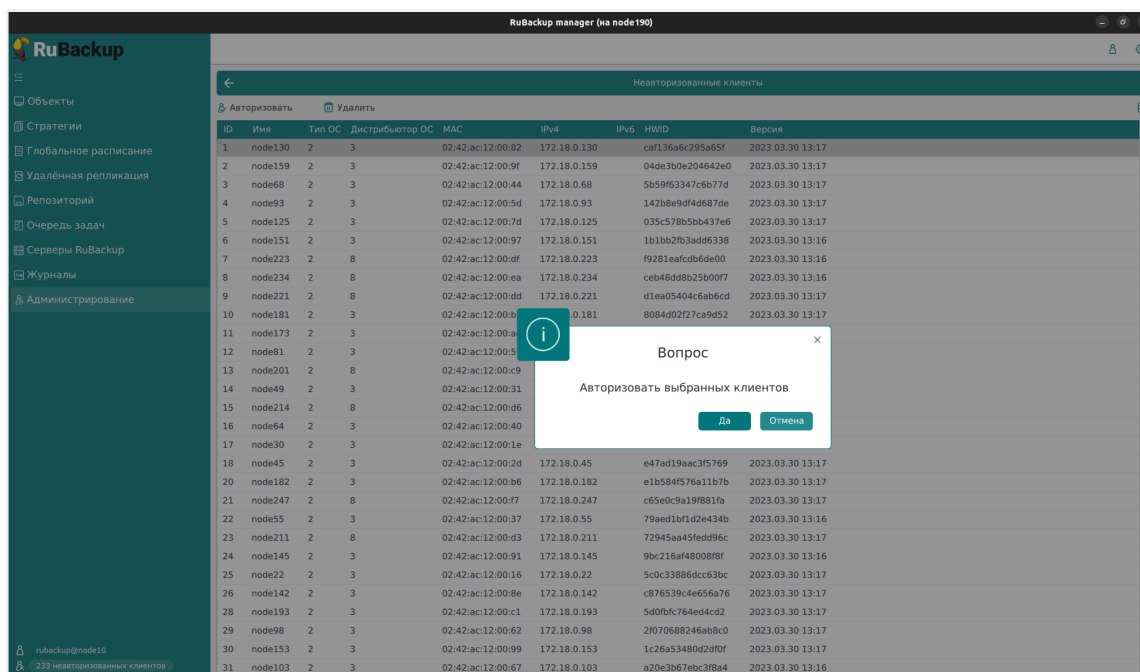 RuBackup manager (на node190)
RuBackup
Объекты
Стратегии
Глобальное расписание
Удалённая репликация
Репозиторий
Очередь задач
Серверы RuBackup
Журналы
Администрирование
Неавторизованные клиенты
Авторизовать Удалить
ID Имя Тип ОС Дистрибьютор ОС MAC IPv4 IPv6 HWID Версия
1 node130 2 3 02:42:ac:12:00:82 172.18.0.130 caf136a6c295a65f 2023.03.30 13:17
2 node159 2 3 02:42:ac:12:00:9f 172.18.0.159 04de3b0e204642e0 2023.03.30 13:17
3 node68 2 3 02:42:ac:12:00:44 172.18.0.68 5b59f63347c6b77d 2023.03.30 13:17
4 node93 2 3 02:42:ac:12:00:5d 172.18.0.93 142b8e9df4d687de 2023.03.30 13:17
5 node125 2 3 02:42:ac:12:00:7d 172.18.0.125 035c578b5bb437e6 2023.03.30 13:17
6 node151 2 3 02:42:ac:12:00:97 172.18.0.151 1b1bb2fb3add6338 2023.03.30 13:16
7 node223 2 8 02:42:ac:12:00:df 172.18.0.223 f9281eafcdb6de00 2023.03.30 13:16
8 node234 2 8 02:42:ac:12:00:ea 172.18.0.234 ceb48dd8b25b00f7 2023.03.30 13:16
9 node221 2 8 02:42:ac:12:00:dd 172.18.0.221 d1ea05404c6ab6cd 2023.03.30 13:17
10 node181 2 3 02:42:ac:12:00:b .0.181 8084d02f27ca9d52 2023.03.30 13:17
11 node173 2 3 02:42:ac:12:00:a
12 node81 2 3 02:42:ac:12:00:5
13 node201 2 8 02:42:ac:12:00:c9
14 node49 2 3 02:42:ac:12:00:31
15 node214 2 8 02:42:ac:12:00:d6
16 node64 2 3 02:42:ac:12:00:40
17 node30 2 3 02:42:ac:12:00:1e
18 node45 2 3 02:42:ac:12:00:2d 172.18.0.45 e47ad19aac3f5769 2023.03.30 13:17
20 node182 2 3 02:42:ac:12:00:b6 172.18.0.182 e1b584f576a11b7b 2023.03.30 13:17
21 node247 2 8 02:42:ac:12:00:f7 172.18.0.247 c65e0c9a19f881fa 2023.03.30 13:17
22 node55 2 3 02:42:ac:12:00:37 172.18.0.55 79aed1bf1d2e434b 2023.03.30 13:16
23 node211 2 8 02:42:ac:12:00:d3 172.18.0.211 72945aa45fedd96c 2023.03.30 13:17
24 node145 2 3 02:42:ac:12:00:91 172.18.0.145 9bc216af48008f8f 2023.03.30 13:16
25 node22 2 3 02:42:ac:12:00:16 172.18.0.22 5c0c33886dcc63bc 2023.03.30 13:17
26 node142 2 3 02:42:ac:12:00:8e 172.18.0.142 c876539c4e656a76 2023.03.30 13:17
28 node193 2 3 02:42:ac:12:00:c1 172.18.0.193 5d0fbfc764ed4cd2 2023.03.30 13:17
29 node98 2 3 02:42:ac:12:00:62 172.18.0.98 2f070688246ab8c0 2023.03.30 13:17
30 node153 2 3 02:42:ac:12:00:99 172.18.0.153 1c26a53480d2df0f 2023.03.30 13:17
31 node103 2 3 02:42:ac:12:00:67 172.18.0.103 a20e3b67ebc3f8a4 2023.03.30 13:16
Вопрос
Авторизовать выбранных клиентов
Да Отмена
rubackup@node10
233 неавторизованных клиентов